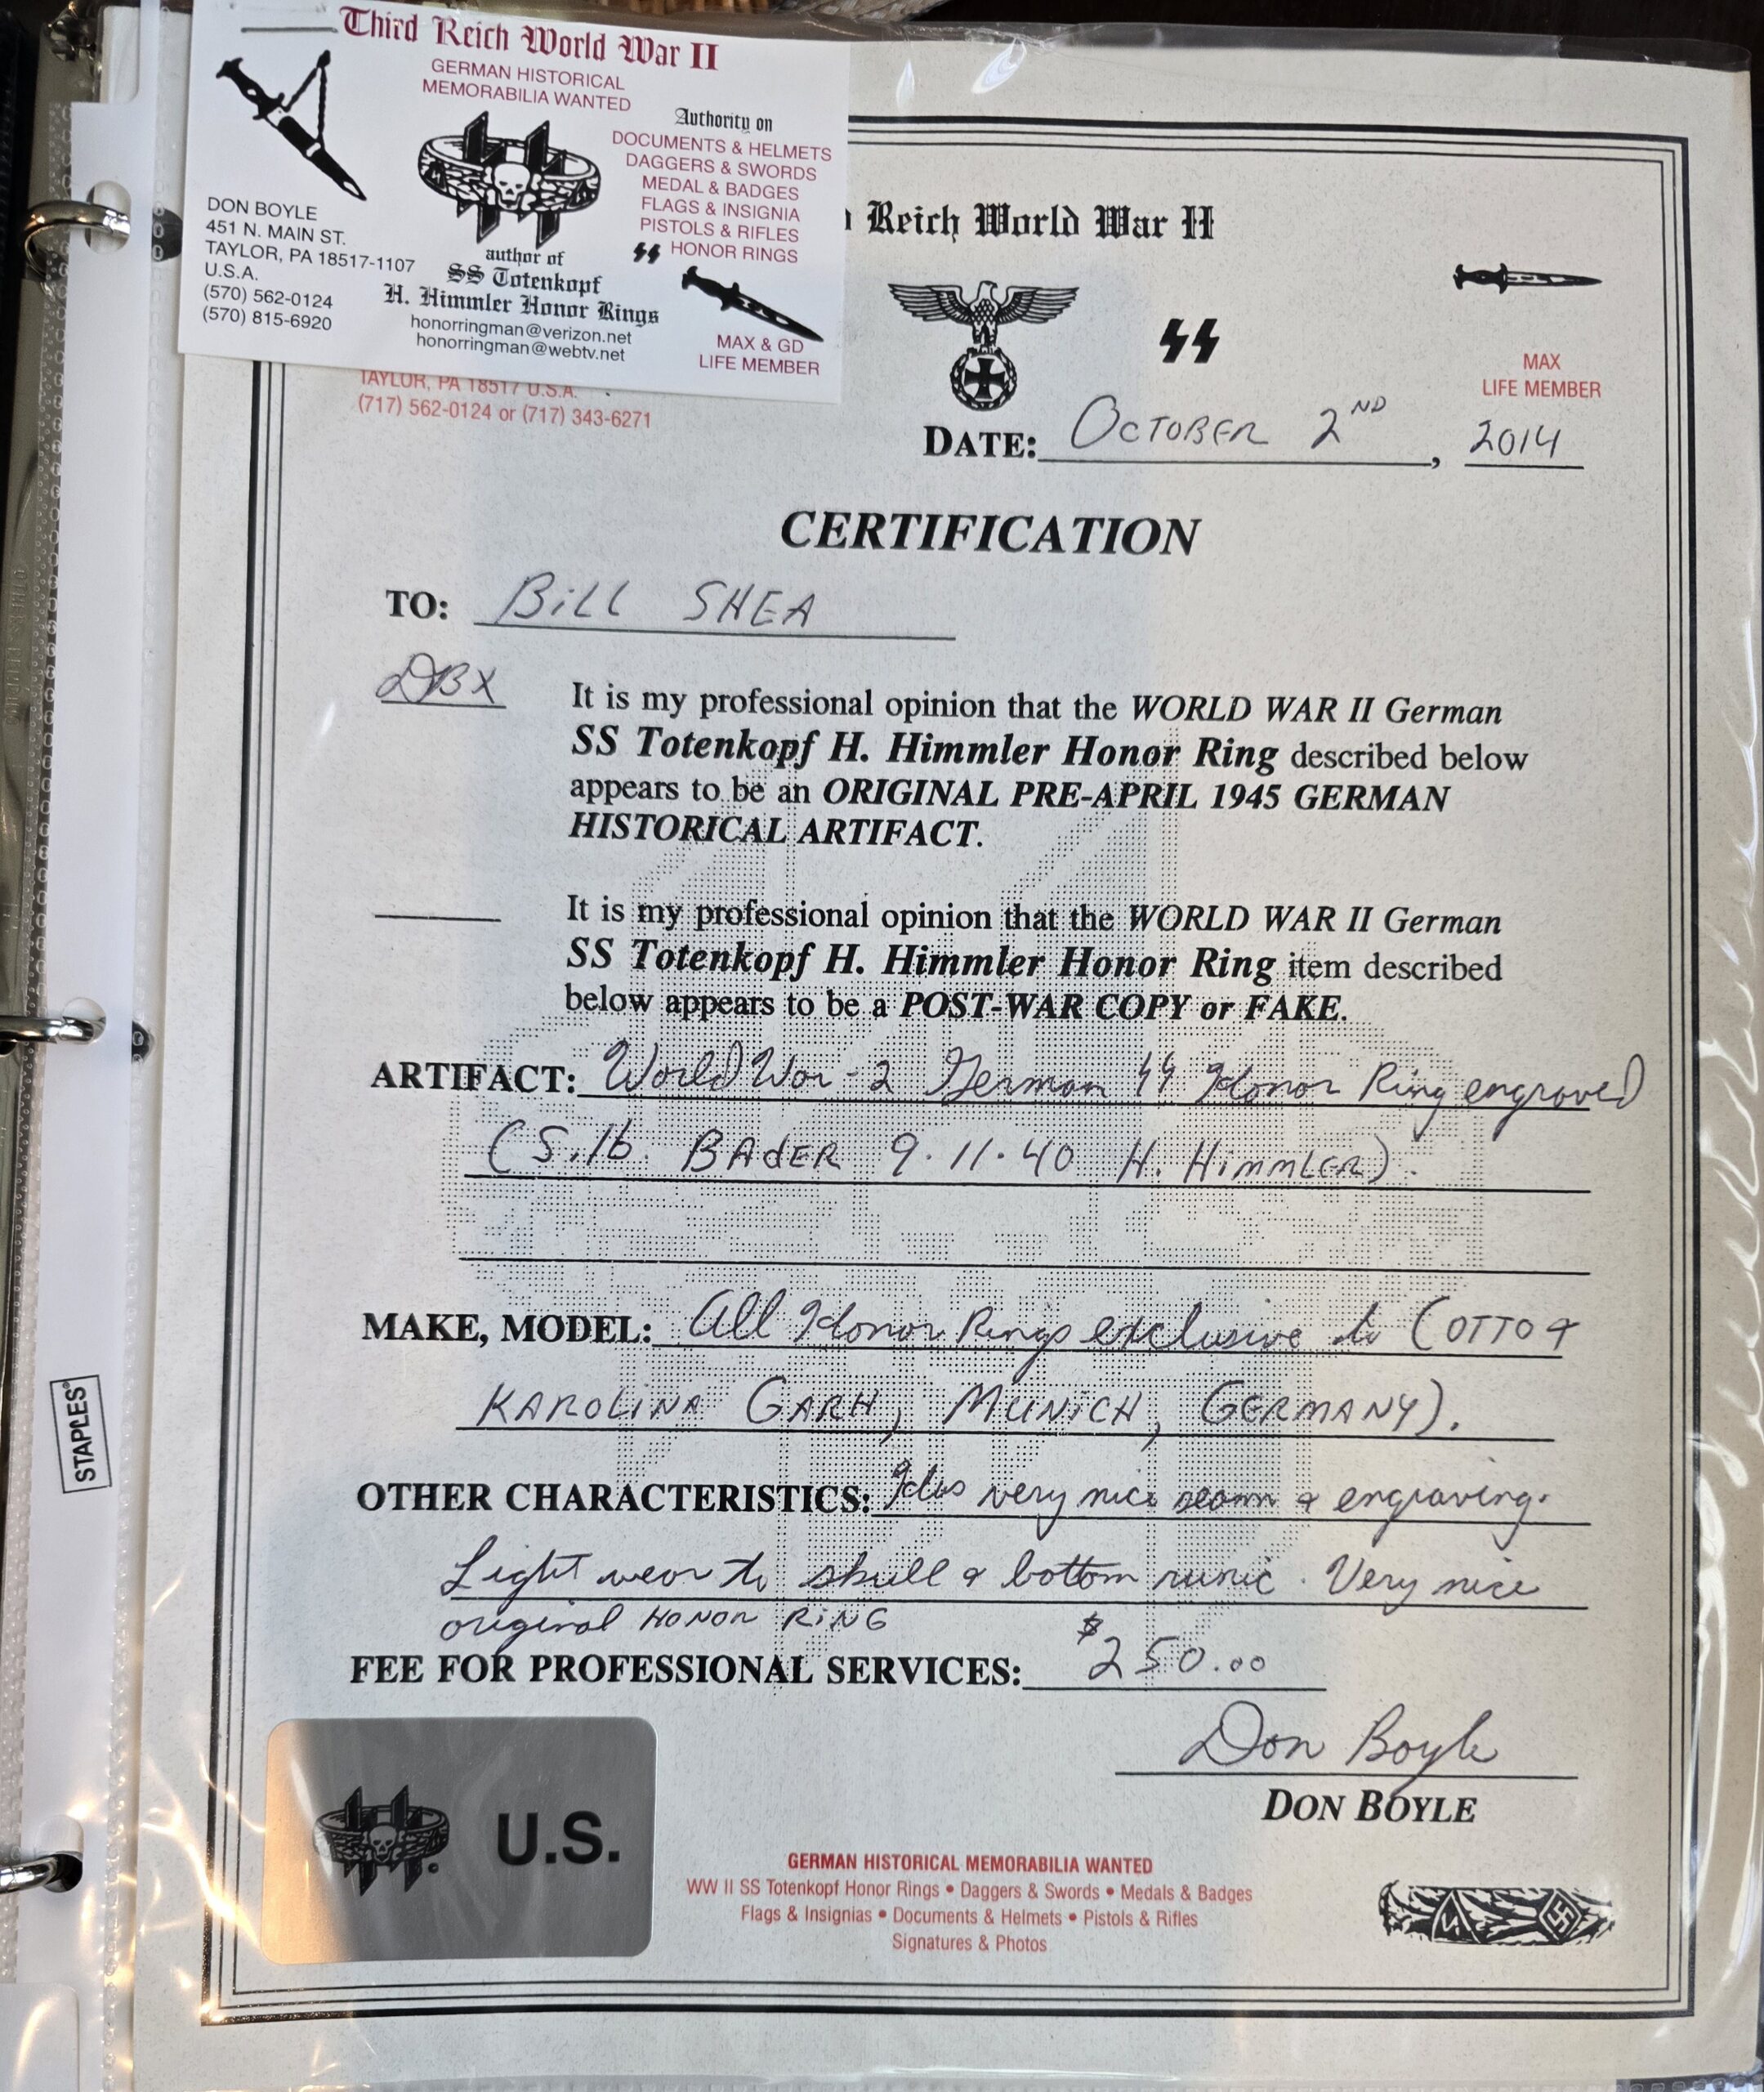 Third Reich World War II
GERMAN HISTORICAL
MEMORABILIA WANTED
Authority on
DOCUMENTS & HELMETS
DAGGERS & SWORDS
MEDAL & BADGES
FLAGS & INSIGNIA
PISTOLS & RIFLES
SS HONOR RINGS
DON BOYLE
451 N. MAIN ST.
TAYLOR, PA 18517-1107
U.S.A.
(570) 562-0124
(570) 815-6920
author of
SS Totenkopf
H. Himmler Honor Rings
honorringman@verizon.net
honorringman@webtv.net
MAX & GD
LIFE MEMBER
Reich World War II
SS
MAX
LIFE MEMBER
TAYLOR, PA 18517 U.S.A.
(717) 562-0124 or (717) 343-6271
DATE: OCTOBER 2ND, 2014
CERTIFICATION
TO: BILL SHEA
DBX It is my professional opinion that the WORLD WAR II German
SS Totenkopf H. Himmler Honor Ring described below
appears to be an ORIGINAL PRE-APRIL 1945 GERMAN
HISTORICAL ARTIFACT.
It is my professional opinion that the WORLD WAR II German
SS Totenkopf H. Himmler Honor Ring item described
below appears to be a POST-WAR COPY or FAKE.
ARTIFACT: World War-2 German SS Honor Ring engraved
(S.lb. BAdER 9.11.40 H. HiMMLER).
MAKE, MODEL: All Honor Rings exclusive to (OTTO &
KAROLiNA GARH, MUNiCH, GERMANY).
OTHER CHARACTERISTICS: Has very nice seam & engraving.
Light wear to skull & bottom runic. Very nice
original HONOR RiNG
FEE FOR PROFESSIONAL SERVICES: $250.00
Don Boyle
DON BOYLE
U.S.
GERMAN HISTORICAL MEMORABILIA WANTED
WW II SS Totenkopf Honor Rings • Daggers & Swords • Medals & Badges
Flags & Insignias • Documents & Helmets • Pistols & Rifles
Signatures & Photos
STAPLES®